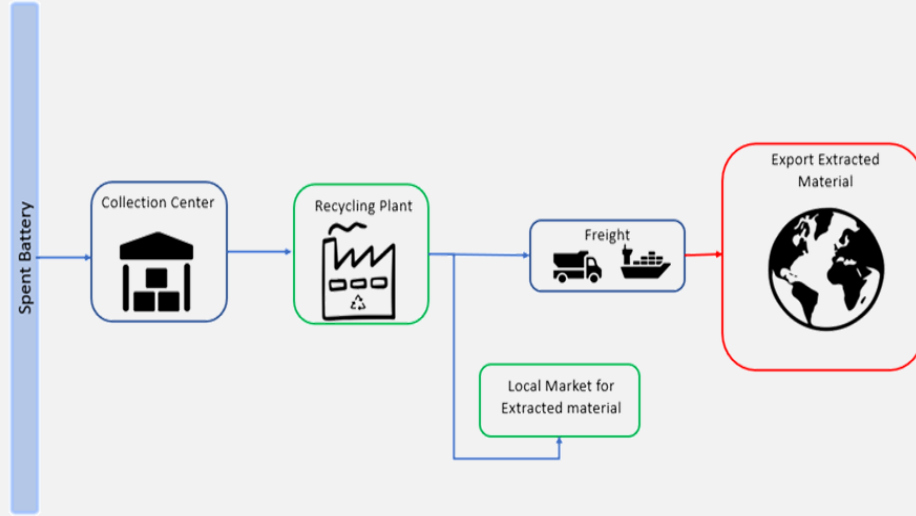 Spent Battery
Collection Center
Recycling Plant
Freight
Export Extracted
Material
Local Market for
Extracted material